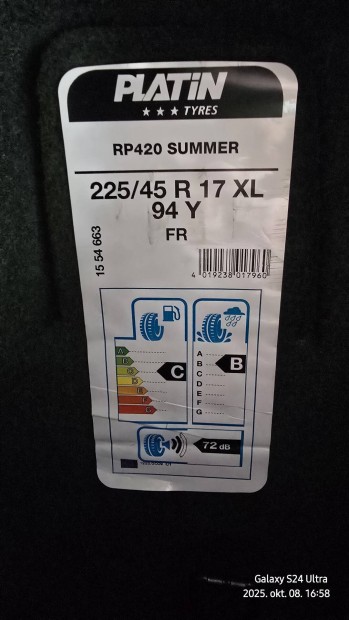 PLATiN
★★★ TYRES
RP420 SUMMER
225/45 R 17 XL
94 Y
FR
15 54 663
4 019238 017960
A
B
C
D
E
F
G
C
A
B
C
D
E
F
G
B
72 dB
Galaxy S24 Ultra
2025. okt. 08. 16:58